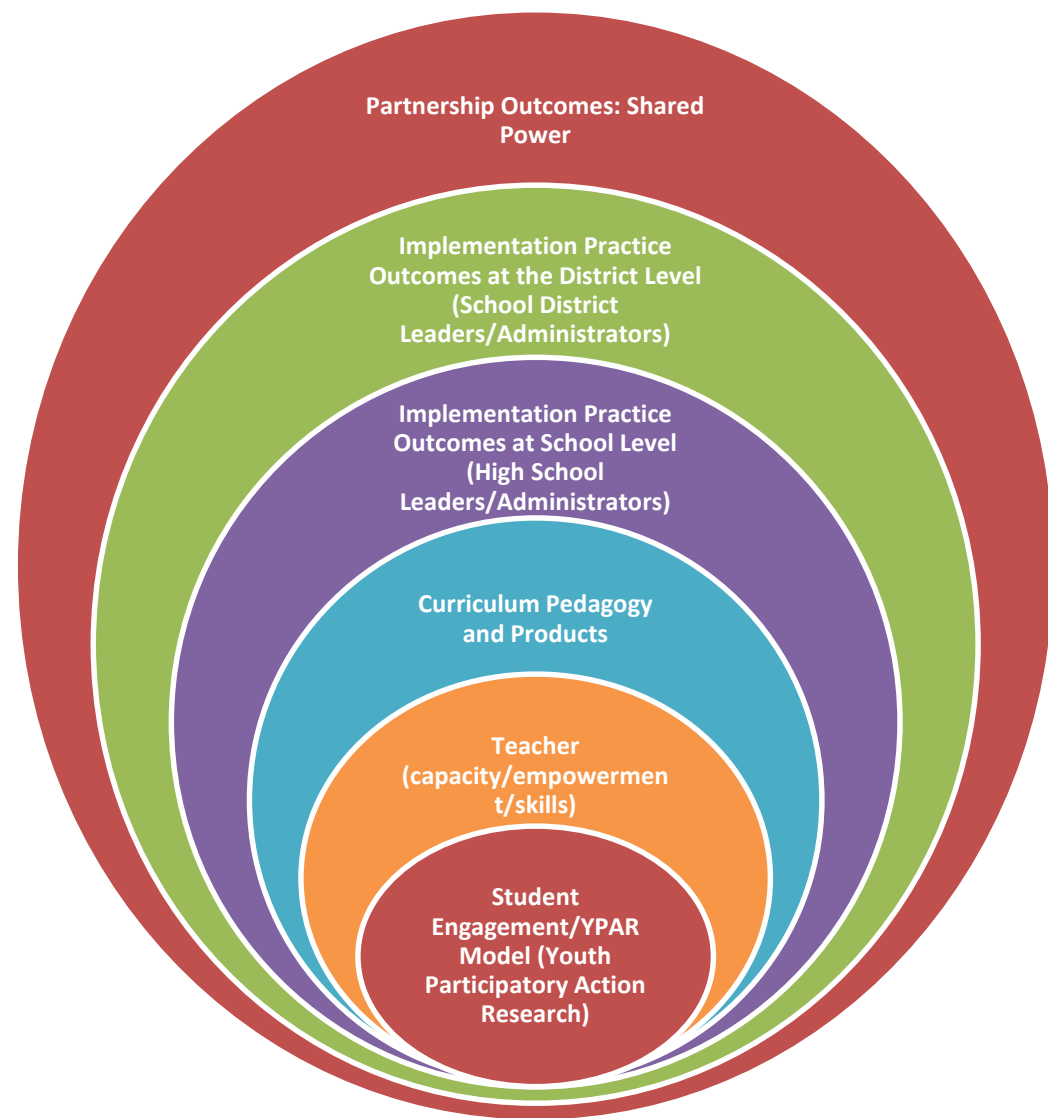 Partnership Outcomes: Shared
Power
Implementation Practice
Outcomes at the District Level
(School District
Leaders/Administrators)
Implementation Practice
Outcomes at School Level
(High School
Leaders/Administrators)
Curriculum Pedagogy
and Products
Teacher
(capacity/empowermen
t/skills)
Student
Engagement/YPAR
Model (Youth
Participatory Action
Research)